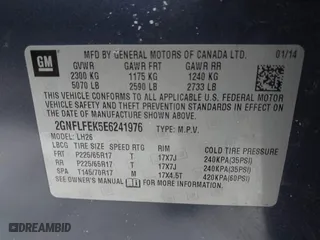 GM
MFD BY GENERAL MOTORS OF CANADA LTD. 01/14
GVWR GAWR FRT GAWR RR
2300 KG 1175 KG 1240 KG
5070 LB 2590 LB 2733 LB
THIS VEHICLE CONFORMS TO ALL APPLICABLE U.S. FEDERAL
MOTOR VEHICLE SAFETY, BUMPER, AND THEFT PREVENTION
STANDARDS IN EFFECT ON THE DATE OF MANUFACTURE SHOWN ABOVE.
2GNFLFEK5E6241976 TYPE: M.P.V.
MODEL: LH26
LBCG TIRE SIZE SPEED RTG RIM COLD TIRE PRESSURE
FRT P225/65R17 T 17X7J 240KPA(35PSI)
RR P225/65R17 T 17X7J 240KPA(35PSI)
SPA T145/70R17 M 17X4.5T 420KPA(60PSI)
SEE OWNER'S MANUAL FOR ADDITIONAL INFORMATION.